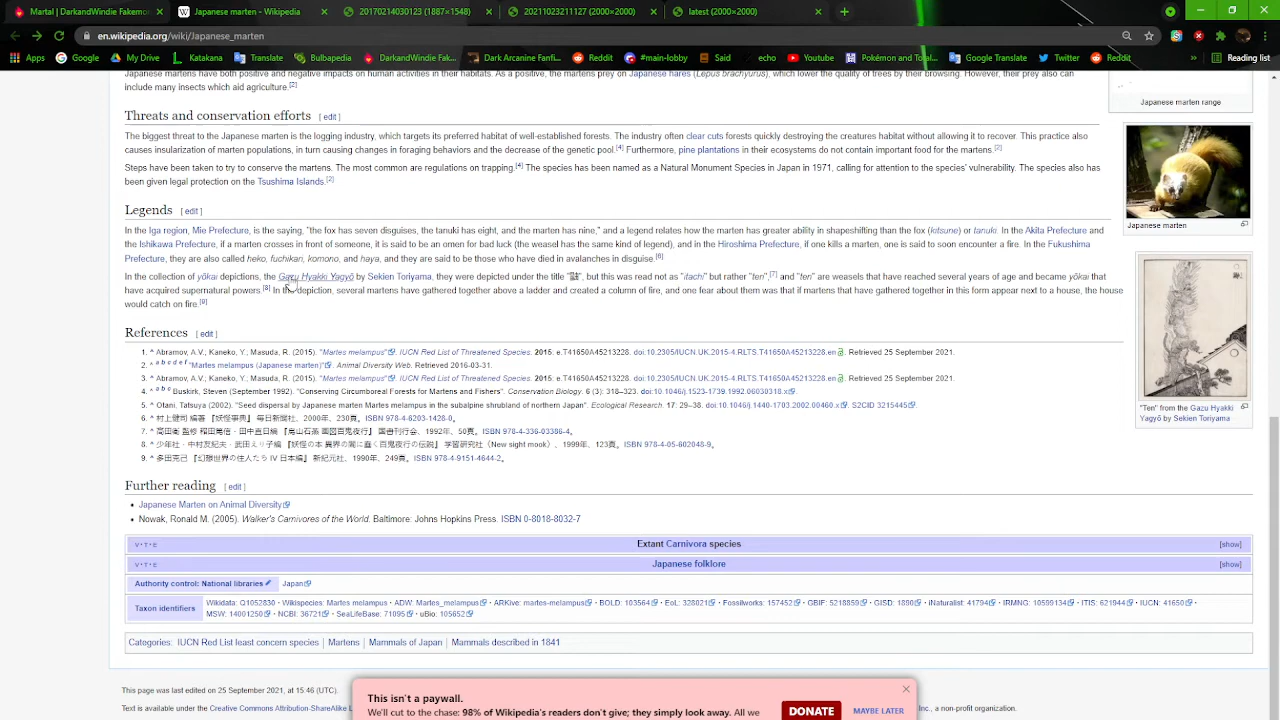 Martal | DarkandWindie Fakemo
Japanese marten - Wikipedia
20170214030123 (1887×1548)
20211023211127 (2000×2000)
latest (2000×2000)
en.wikipedia.org/wiki/Japanese_marten
Apps
Google
Google Drive
Katakana
Translate
Bulbapedia
DarkandWindie Fak...
Dark Arcanine Fanfi...
Reddit
#main-lobby
Said
echo
Youtube
Pokémon and Touh...
Google Translate
Twitter
Reddit
Reading list
Japanese martens have both positive and negative impacts on human activities in their habitats. As a positive, the martens prey on Japanese hares (Lepus brachyurus), which lower the quality of trees by their browsing. However, their prey also can
include many insects which aid agriculture.[2]
Japanese marten range
Threats and conservation efforts [ edit ]
The biggest threat to the Japanese marten is the logging industry, which targets its preferred habitat of well-established forests. The industry often clear cuts forests quickly destroying the creatures habitat without allowing it to recover. This practice also
causes insularization of marten populations, in turn causing changes in foraging behaviors and the decrease of the genetic pool.[4] Furthermore, pine plantations in their ecosystems do not contain important food for the martens.[2]
Steps have been taken to try to conserve the martens. The most common are regulations on trapping.[4] The species has been named as a Natural Monument Species in Japan in 1971, calling for attention to the species' vulnerability. The species also has
been given legal protection on the Tsushima Islands.[2]
Japanese marten
Legends [ edit ]
In the Iga region, Mie Prefecture, is the saying, "the fox has seven disguises, the tanuki has eight, and the marten has nine," and a legend relates how the marten has greater ability in shapeshifting than the fox (kitsune) or tanuki. In the Akita Prefecture and
the Ishikawa Prefecture, if a marten crosses in front of someone, it is said to be an omen for bad luck (the weasel has the same kind of legend), and in the Hiroshima Prefecture, if one kills a marten, one is said to soon encounter a fire. In the Fukushima
Prefecture, they are also called heko, fuchikari, komono, and haya, and they are said to be those who have died in avalanches in disguise.[6]
In the collection of yōkai depictions, the Gazu Hyakki Yagyō by Sekien Toriyama, they were depicted under the title "鼬", but this was read not as "itachi" but rather "ten",[7] and "ten" are weasels that have reached several years of age and became yōkai that
have acquired supernatural powers.[8] In the depiction, several martens have gathered together above a ladder and created a column of fire, and one fear about them was that if martens that have gathered together in this form appear next to a house, the house
would catch on fire.[9]
"Ten" from the Gazu Hyakki
Yagyō by Sekien Toriyama
References [ edit ]
1. ^ Abramov, A.V.; Kaneko, Y.; Masuda, R. (2015). "Martes melampus". IUCN Red List of Threatened Species. 2015: e.T41650A45213228. doi:10.2305/IUCN.UK.2015-4.RLTS.T41650A45213228.en. Retrieved 25 September 2021.
2. ^ a b c d e f "Martes melampus (Japanese marten)". Animal Diversity Web. Retrieved 2016-03-31.
3. ^ Abramov, A.V.; Kaneko, Y.; Masuda, R. (2015). "Martes melampus". IUCN Red List of Threatened Species. 2015: e.T41650A45213228. doi:10.2305/IUCN.UK.2015-4.RLTS.T41650A45213228.en. Retrieved 25 September 2021.
4. ^ a b c Buskirk, Steven (September 1992). "Conserving Circumboreal Forests for Martens and Fishers". Conservation Biology. 6 (3): 318–323. doi:10.1046/j.1523-1739.1992.06030318.x.
5. ^ Otani, Tatsuya (2002). "Seed dispersal by Japanese marten Martes melampus in the subalpine shrubland of northern Japan". Ecological Research. 17: 29–38. doi:10.1046/j.1440-1703.2002.00460.x. S2CID 3215445.
6. ^ 村上健司編著『妖怪事典』毎日新聞社、2000年、230頁。ISBN 978-4-6203-1428-0。
7. ^ 高田衛監修 稲田篤信・田中直日編『鳥山石燕 画図百鬼夜行』国書刊行会、1992年、50頁。ISBN 978-4-336-03386-4。
8. ^ 少年社・中村友紀夫・武田えり子編『妖怪の本 異界の闇に蠢く百鬼夜行の伝説』学習研究社〈New sight mook〉、1999年、123頁。ISBN 978-4-05-602048-9。
9. ^ 多田克己『幻想世界の住人たち IV 日本編』新紀元社、1990年、249頁。ISBN 978-4-9151-4644-2。
Further reading [ edit ]
• Japanese Marten on Animal Diversity
• Nowak, Ronald M. (2005). Walker's Carnivores of the World. Baltimore: Johns Hopkins Press. ISBN 0-8018-8032-7
V·T·E Extant Carnivora species [show]
V·T·E Japanese folklore [show]
Authority control: National libraries Japan
Taxon identifiers
Wikidata: Q1052830 · Wikispecies: Martes melampus · ADW: Martes_melampus · ARKive: martes-melampus · BOLD: 103564 · EoL: 328021 · Fossilworks: 157452 · GBIF: 5218859 · GISD: 1880 · iNaturalist: 41794 · IRMNG: 10599134 · ITIS: 621944 · IUCN: 41650 ·
MSW: 14001250 · NCBI: 36721 · SeaLifeBase: 71095 · uBio: 105652
Categories: IUCN Red List least concern species | Martens | Mammals of Japan | Mammals described in 1841
This page was last edited on 25 September 2021, at 15:46 (UTC).
Text is available under the Creative Commons Attribution-ShareAlike L
Inc., a non-profit organization.
This isn't a paywall.
We'll cut to the chase: 98% of Wikipedia's readers don't give; they simply look away. All we
DONATE
MAYBE LATER